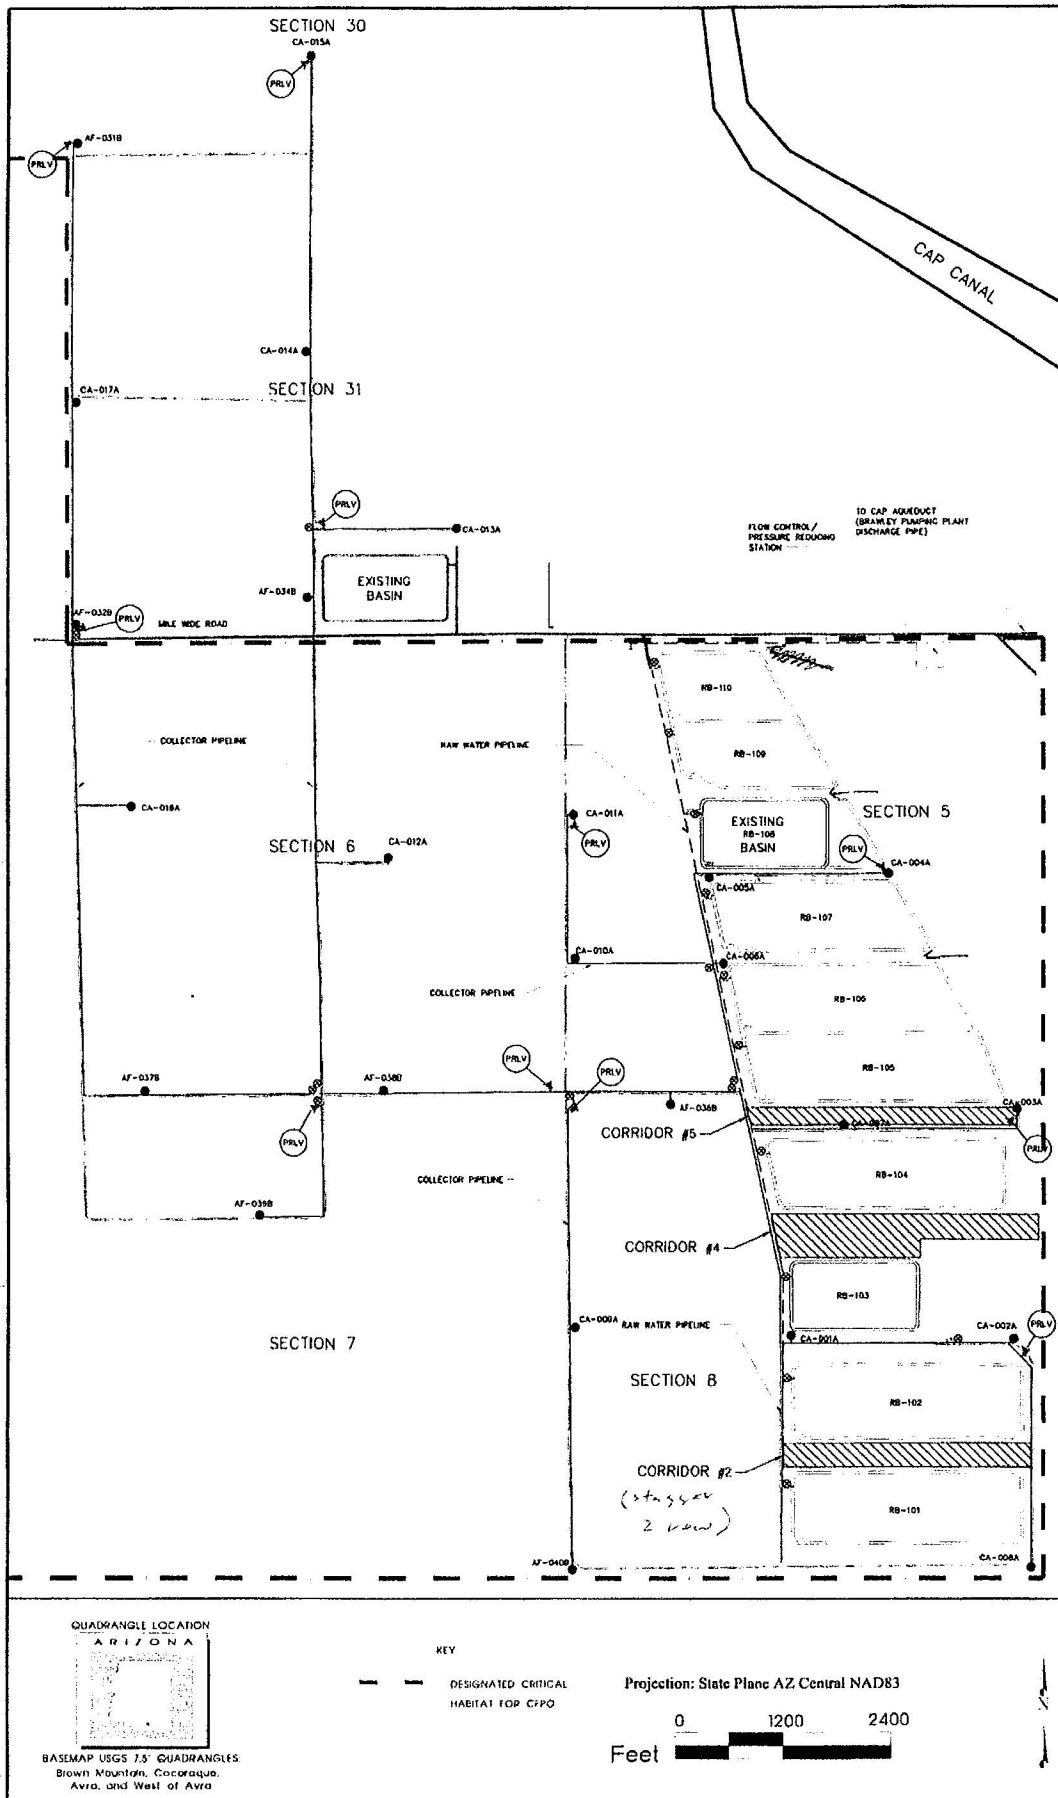 SECTION 30
CA-015A
PRLV
AF-031B
PRLV
CAP CANAL
CA-014A
SECTION 31
CA-017A
PRLV
CA-013A
FLOW CONTROL/
PRESSURE REDUCING
STATION
TO CAP AQUEDUCT
(BRAWLEY PUMPING PLANT
DISCHARGE PIPE)
EXISTING
BASIN
AF-034B
AF-032B
PRLV
MILE WIDE ROAD
RB-110
COLLECTOR PIPELINE
RAW WATER PIPELINE
RB-109
CA-016A
CA-011A
SECTION 5
EXISTING
RB-108
BASIN
SECTION 6
CA-012A
PRLV
PRLV
CA-004A
CA-005A
RB-107
CA-010A
CA-006A
COLLECTOR PIPELINE
RB-106
PRLV
PRLV
AF-037B
AF-038B
RB-105
AF-036B
CA-003A
CORRIDOR #5
CA-007A
PRLV
PRLV
COLLECTOR PIPELINE
RB-104
AF-039B
CORRIDOR #4
RB-103
CA-009A
RAW WATER PIPELINE
CA-001A
CA-002A
PRLV
SECTION 7
SECTION 8
RB-102
CORRIDOR #2
(stagger
2 rows)
RB-101
AF-040B
CA-008A
QUADRANGLE LOCATION
ARIZONA
KEY
DESIGNATED CRITICAL
HABITAT FOR CFPO
Projection: State Plane AZ Central NAD83
0 1200 2400
Feet
BASEMAP USGS 7.5' QUADRANGLES:
Brown Mountain, Cocoraque,
Avra, and West of Avra
N